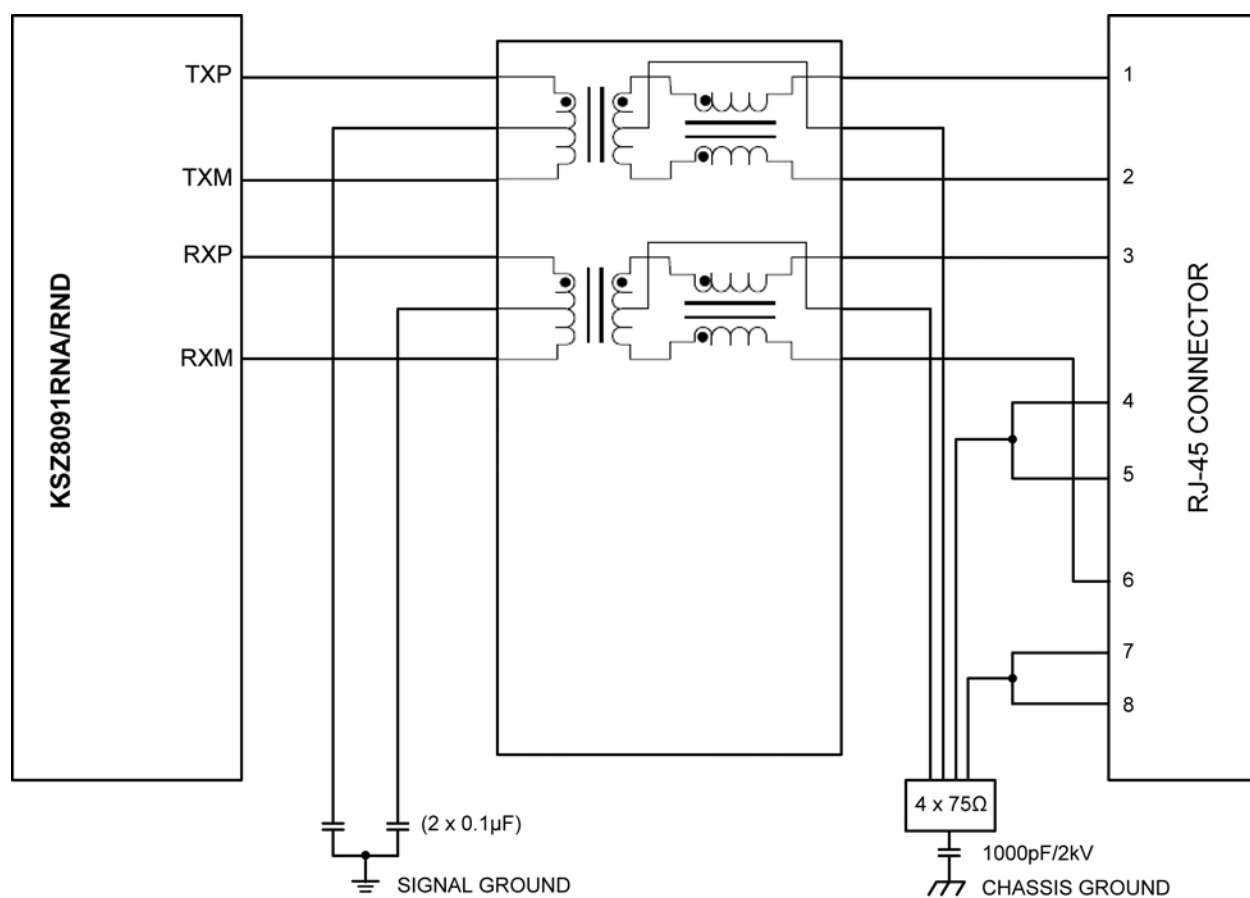 KSZ8091RNA/RND
TXP
TXM
RXP
RXM
1
2
3
4
5
6
7
8
RJ-45 CONNECTOR
(2 x 0.1µF)
SIGNAL GROUND
4 x 75Ω
1000pF/2kV
CHASSIS GROUND